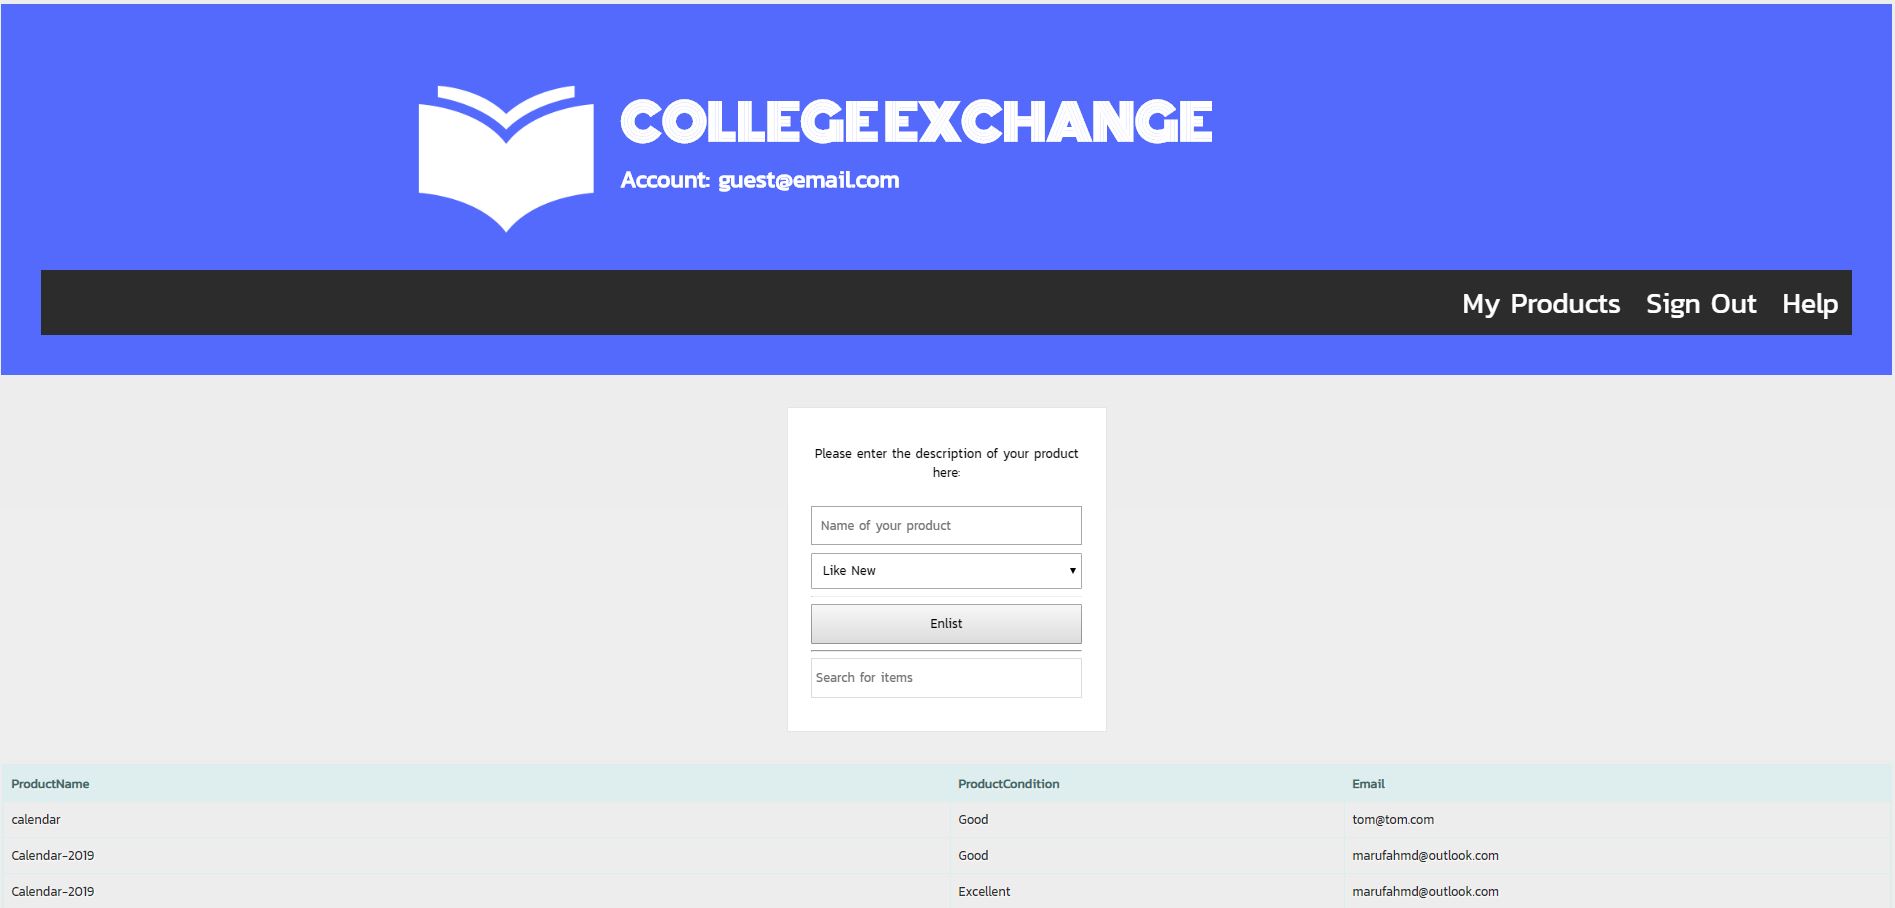 COLLEGE EXCHANGE
Account: guest@email.com
My Products Sign Out Help
Please enter the description of your product
here:
Name of your product
Like New
Enlist
Search for items
ProductName ProductCondition Email
calendar Good tom@tom.com
Calendar-2019 Good marufahmd@outlook.com
Calendar-2019 Excellent marufahmd@outlook.com